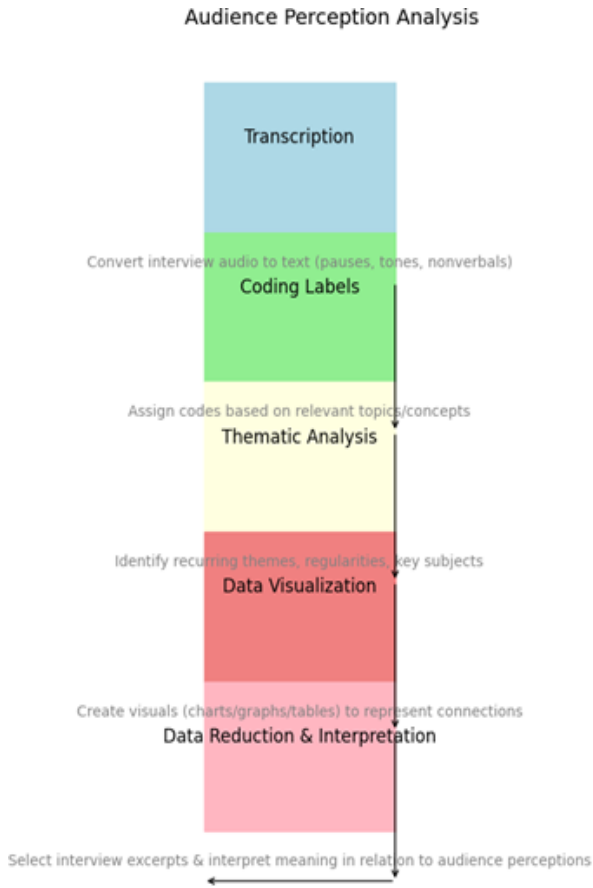 Audience Perception Analysis
Transcription
Convert interview audio to text (pauses, tones, nonverbals)
Coding Labels
Assign codes based on relevant topics/concepts
Thematic Analysis
Identify recurring themes, regularities, key subjects
Data Visualization
Create visuals (charts/graphs/tables) to represent connections
Data Reduction & Interpretation
Select interview excerpts & interpret meaning in relation to audience perceptions